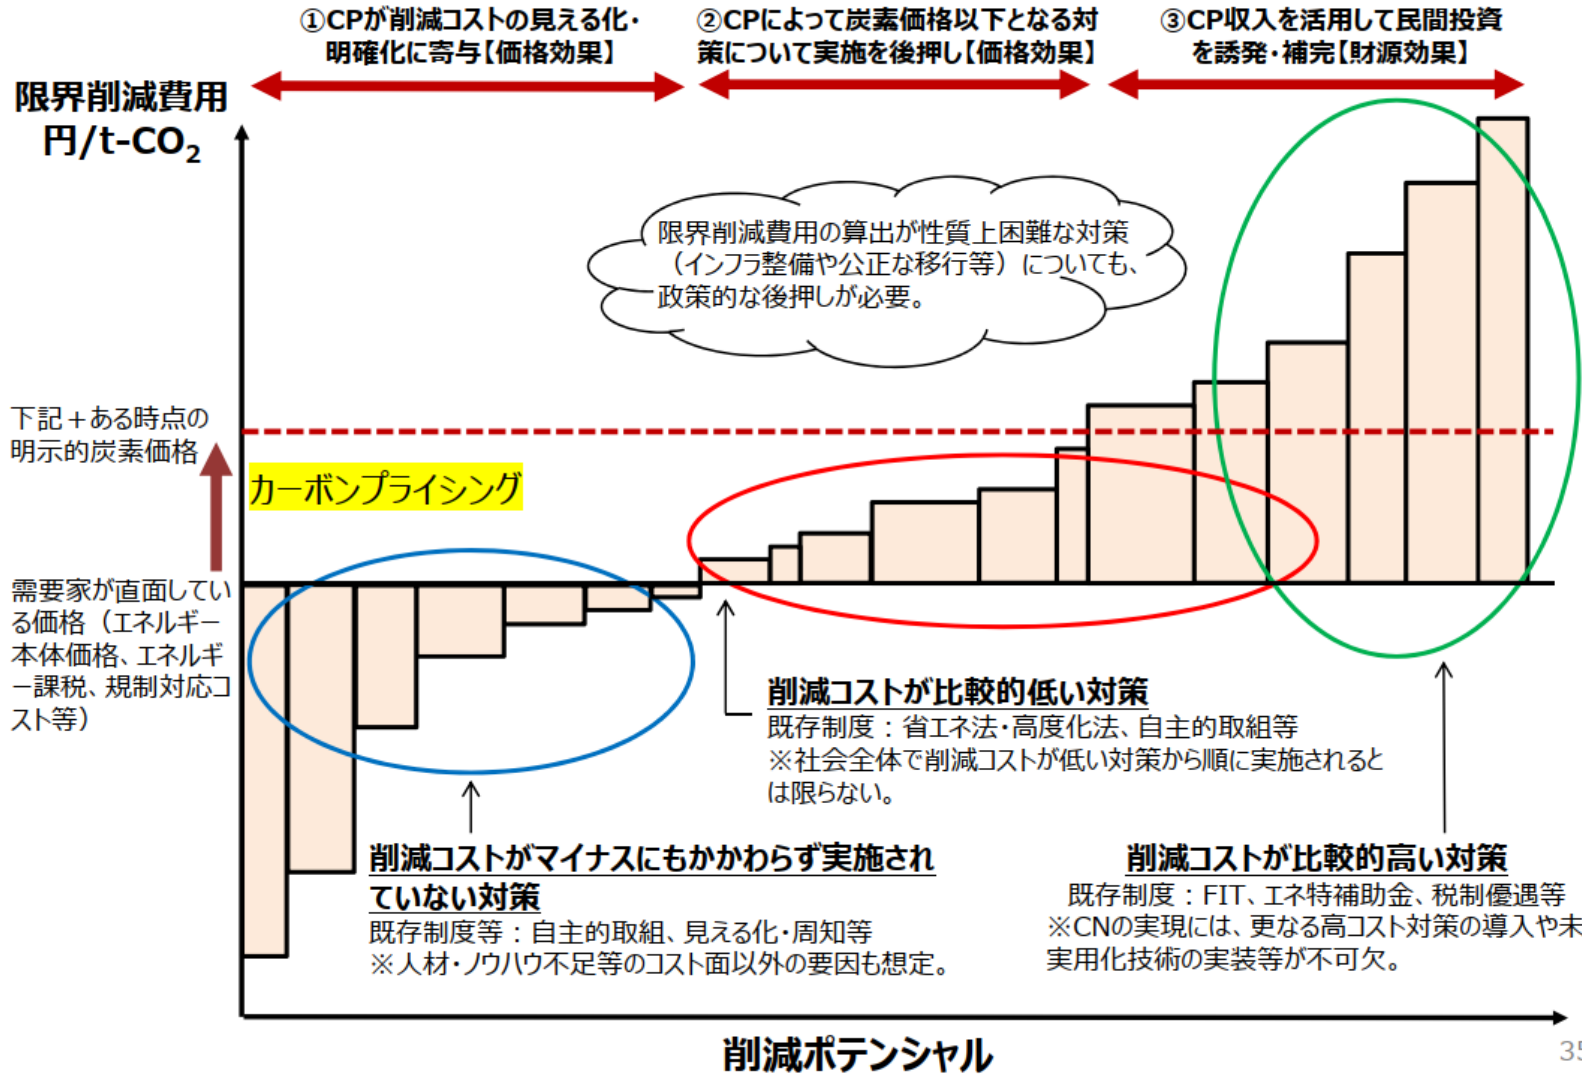 ①CPが削減コストの見える化・
明確化に寄与【価格効果】
②CPによって炭素価格以下となる対
策について実施を後押し【価格効果】
③CP収入を活用して民間投資
を誘発・補完【財源効果】
限界削減費用
円/t-CO₂
限界削減費用の算出が性質上困難な対策
（インフラ整備や公正な移行等）についても、
政策的な後押しが必要。
下記＋ある時点の
明示的炭素価格
カーボンプライシング
需要家が直面してい
る価格（エネルギー
本体価格、エネルギ
ー課税、規制対応コ
スト等）
削減コストが比較的低い対策
既存制度：省エネ法・高度化法、自主的取組等
※社会全体で削減コストが低い対策から順に実施されると
は限らない。
削減コストがマイナスにもかかわらず実施され
ていない対策
既存制度等：自主的取組、見える化・周知等
※人材・ノウハウ不足等のコスト面以外の要因も想定。
削減コストが比較的高い対策
既存制度：FIT、エネ特補助金、税制優遇等
※CNの実現には、更なる高コスト対策の導入や未
実用化技術の実装等が不可欠。
削減ポテンシャル
35